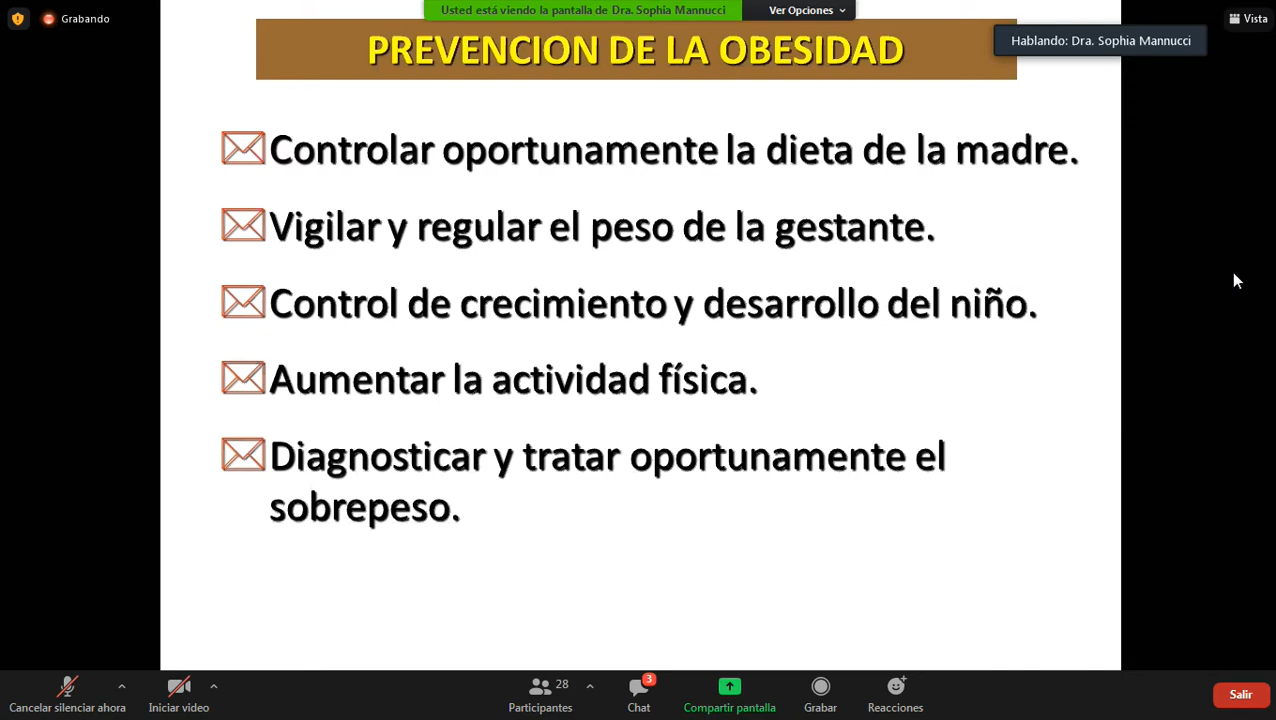 Grabando
Usted está viendo la pantalla de Dra. Sophia Mannucci
Ver Opciones
Vista
Hablando: Dra. Sophia Mannucci
PREVENCION DE LA OBESIDAD
Controlar oportunamente la dieta de la madre.
Vigilar y regular el peso de la gestante.
Control de crecimiento y desarrollo del niño.
Aumentar la actividad física.
Diagnosticar y tratar oportunamente el
sobrepeso.
Cancelar silenciar ahora
Iniciar video
28
Participantes
3
Chat
Compartir pantalla
Grabar
Reacciones
Salir